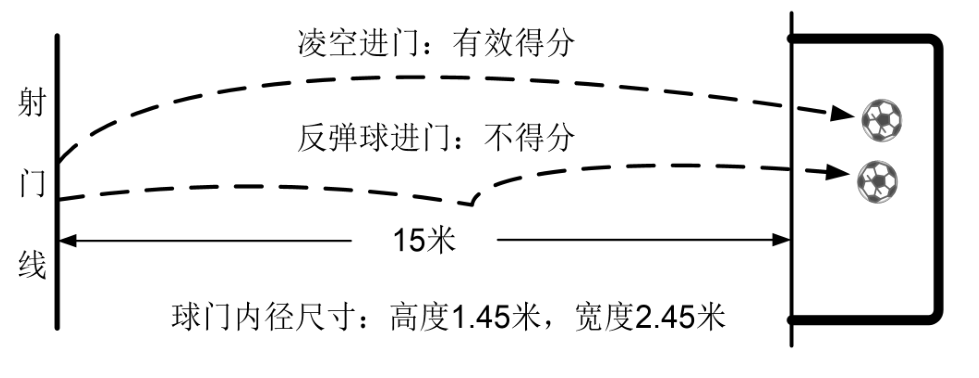 凌空进门：有效得分
射门线
反弹球进门：不得分
15米
球门内径尺寸：高度1.45米，宽度2.45米